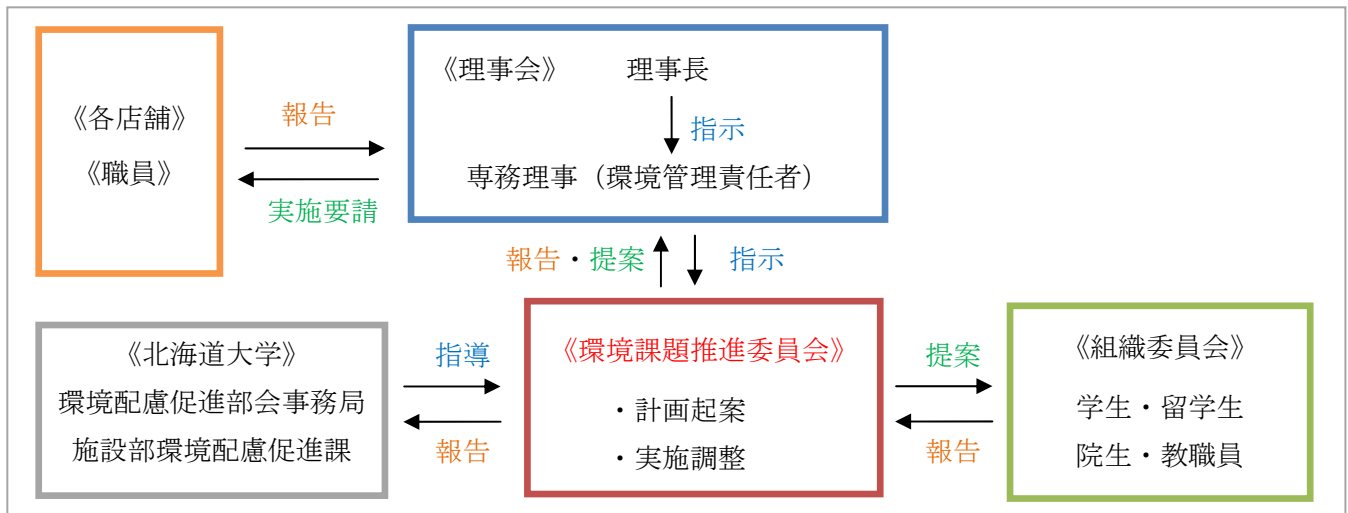 《各店舗》
《職員》
報告
実施要請
《理事会》 理事長
指示
専務理事（環境管理責任者）
報告・提案
指示
《北海道大学》
環境配慮促進部会事務局
施設部環境配慮促進課
指導
報告
《環境課題推進委員会》
・計画起案
・実施調整
提案
報告
《組織委員会》
学生・留学生
院生・教職員